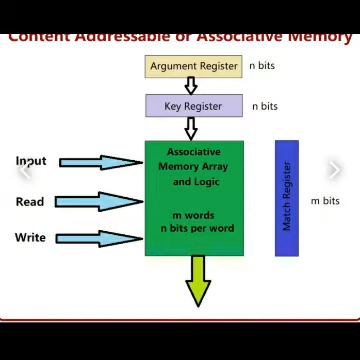 Content Addressable or Associative Memory
Argument Register n bits
Key Register n bits
Associative
Memory Array
and Logic
m words
n bits per word
Input
Read
Write
Match Register
m bits